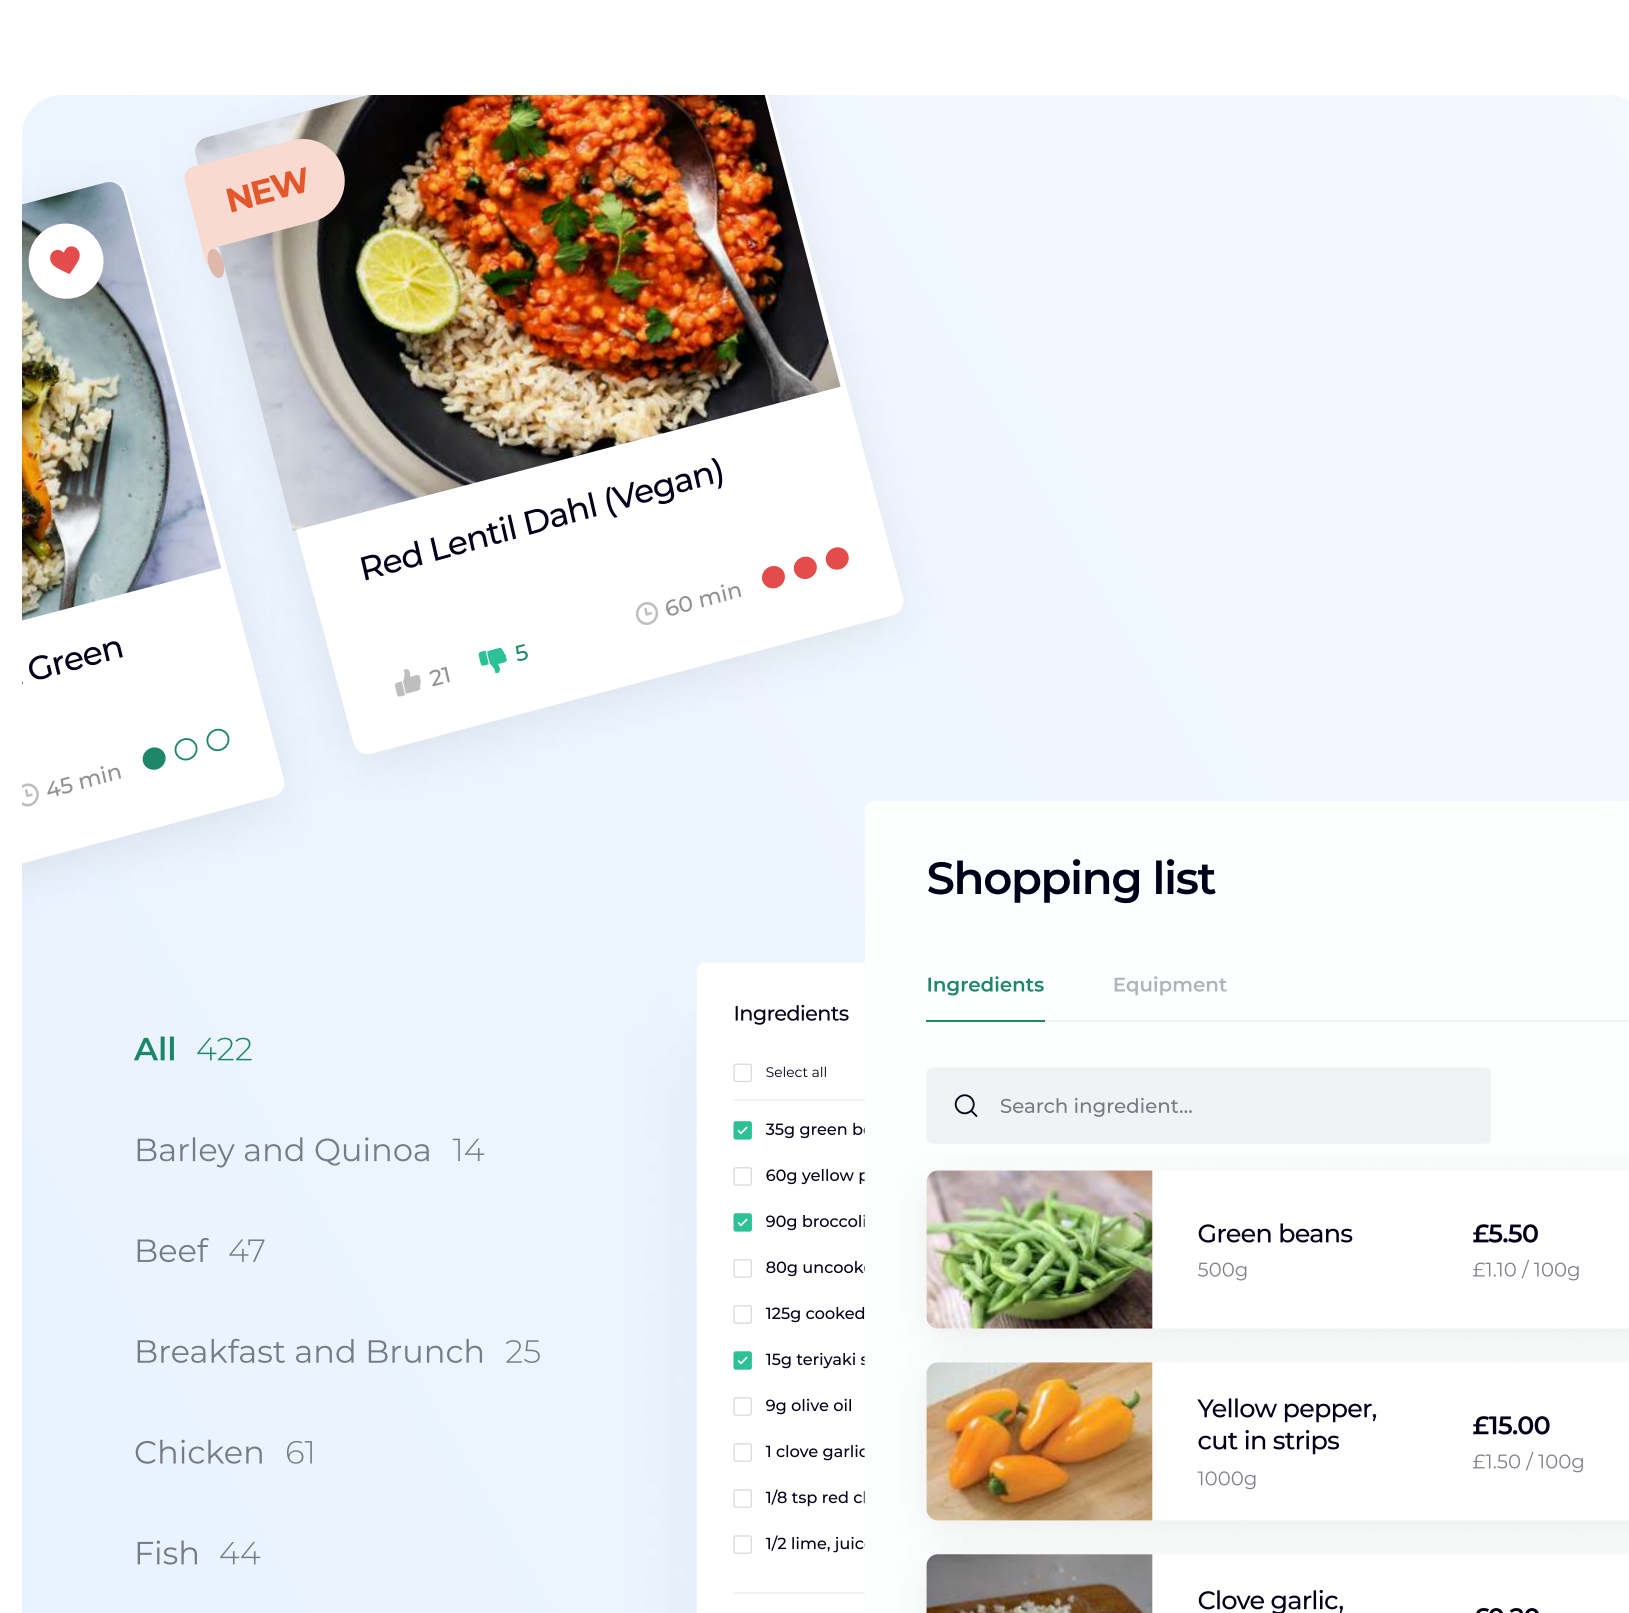 NEW
Red Lentil Dahl (Vegan)
60 min
21
5
Green
45 min
All 422
Barley and Quinoa 14
Beef 47
Breakfast and Brunch 25
Chicken 61
Fish 44
Ingredients
Select all
35g green
60g yellow
90g broccoli
80g
125g cooked
15g teriyaki
9g olive oil
1 clove garlic
1/8 tsp red
1/2 lime,
Shopping list
Ingredients Equipment
Search ingredient...
Green beans
500g
£5.50
£1.10 / 100g
Yellow pepper,
cut in strips
1000g
£15.00
£1.50 / 100g
Clove garlic,